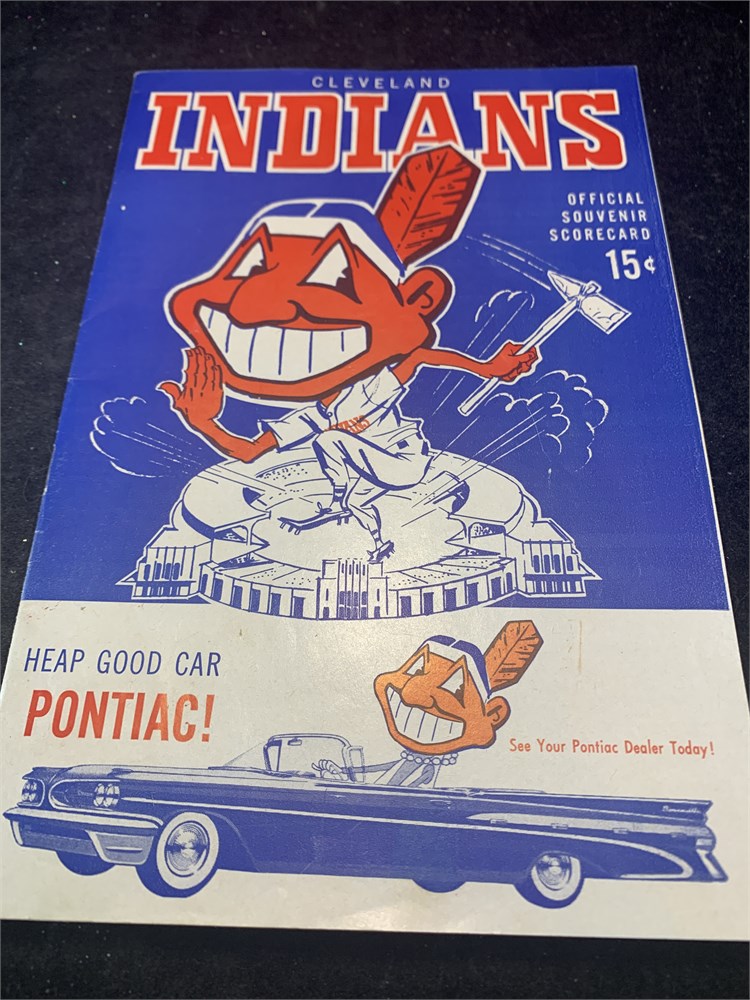 CLEVELAND
INDIANS
OFFICIAL
SOUVENIR
SCORECARD
15¢
HEAP GOOD CAR
PONTIAC!
See Your Pontiac Dealer Today!